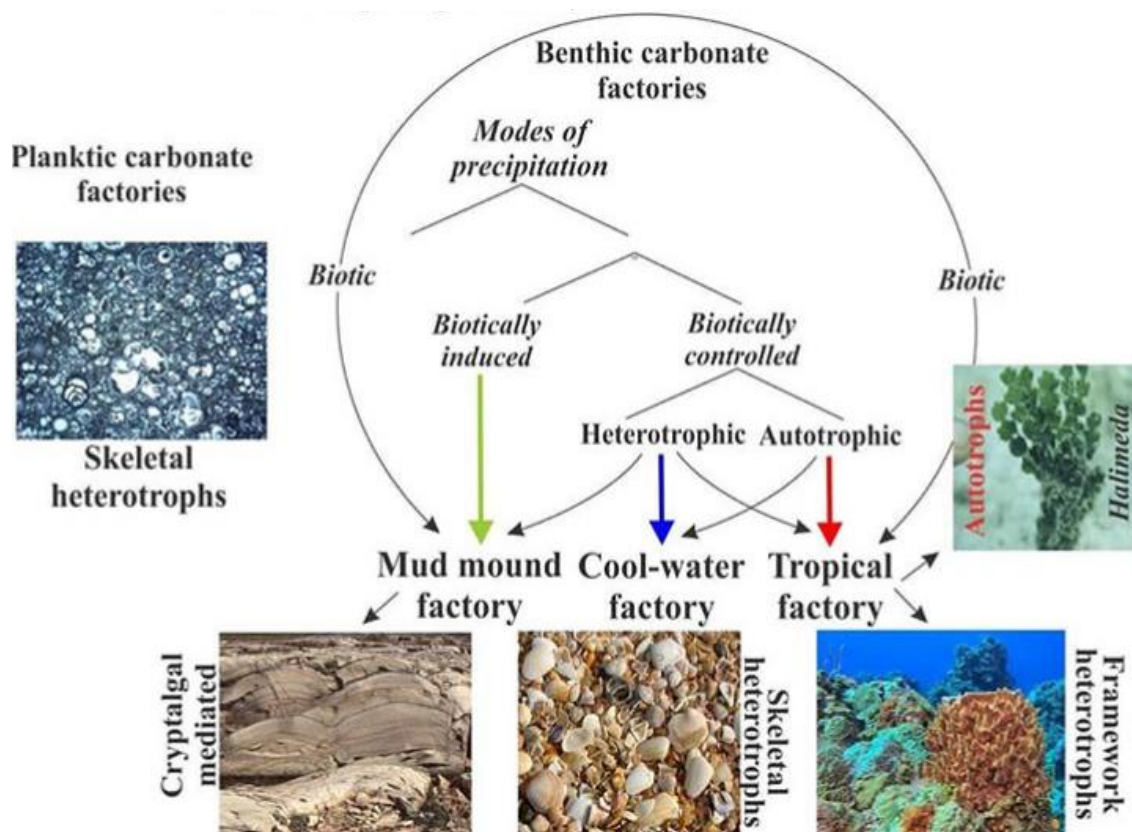 Benthic carbonate
factories
Modes of
precipitation
Planktic carbonate
factories
Biotic
Biotic
Biotically
induced
Biotically
controlled
Skeletal
heterotrophs
Heterotrophic
Autotrophic
Autotrophs
Halimeda
Mud mound
factory
Cool-water
factory
Tropical
factory
Cryptalgal
mediated
Skeletal
heterotrophs
Framework
heterotrophs